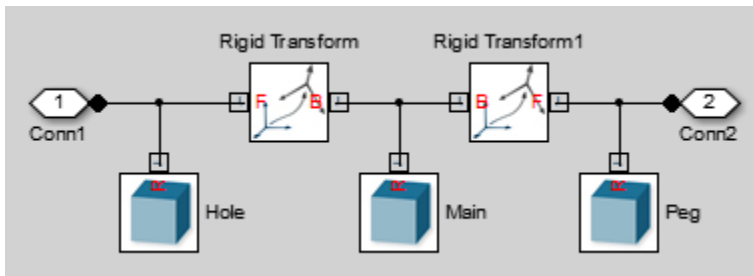 Rigid Transform Rigid Transform1
1 F B B F 2
Conn1 Conn2
R R R
Hole Main Peg